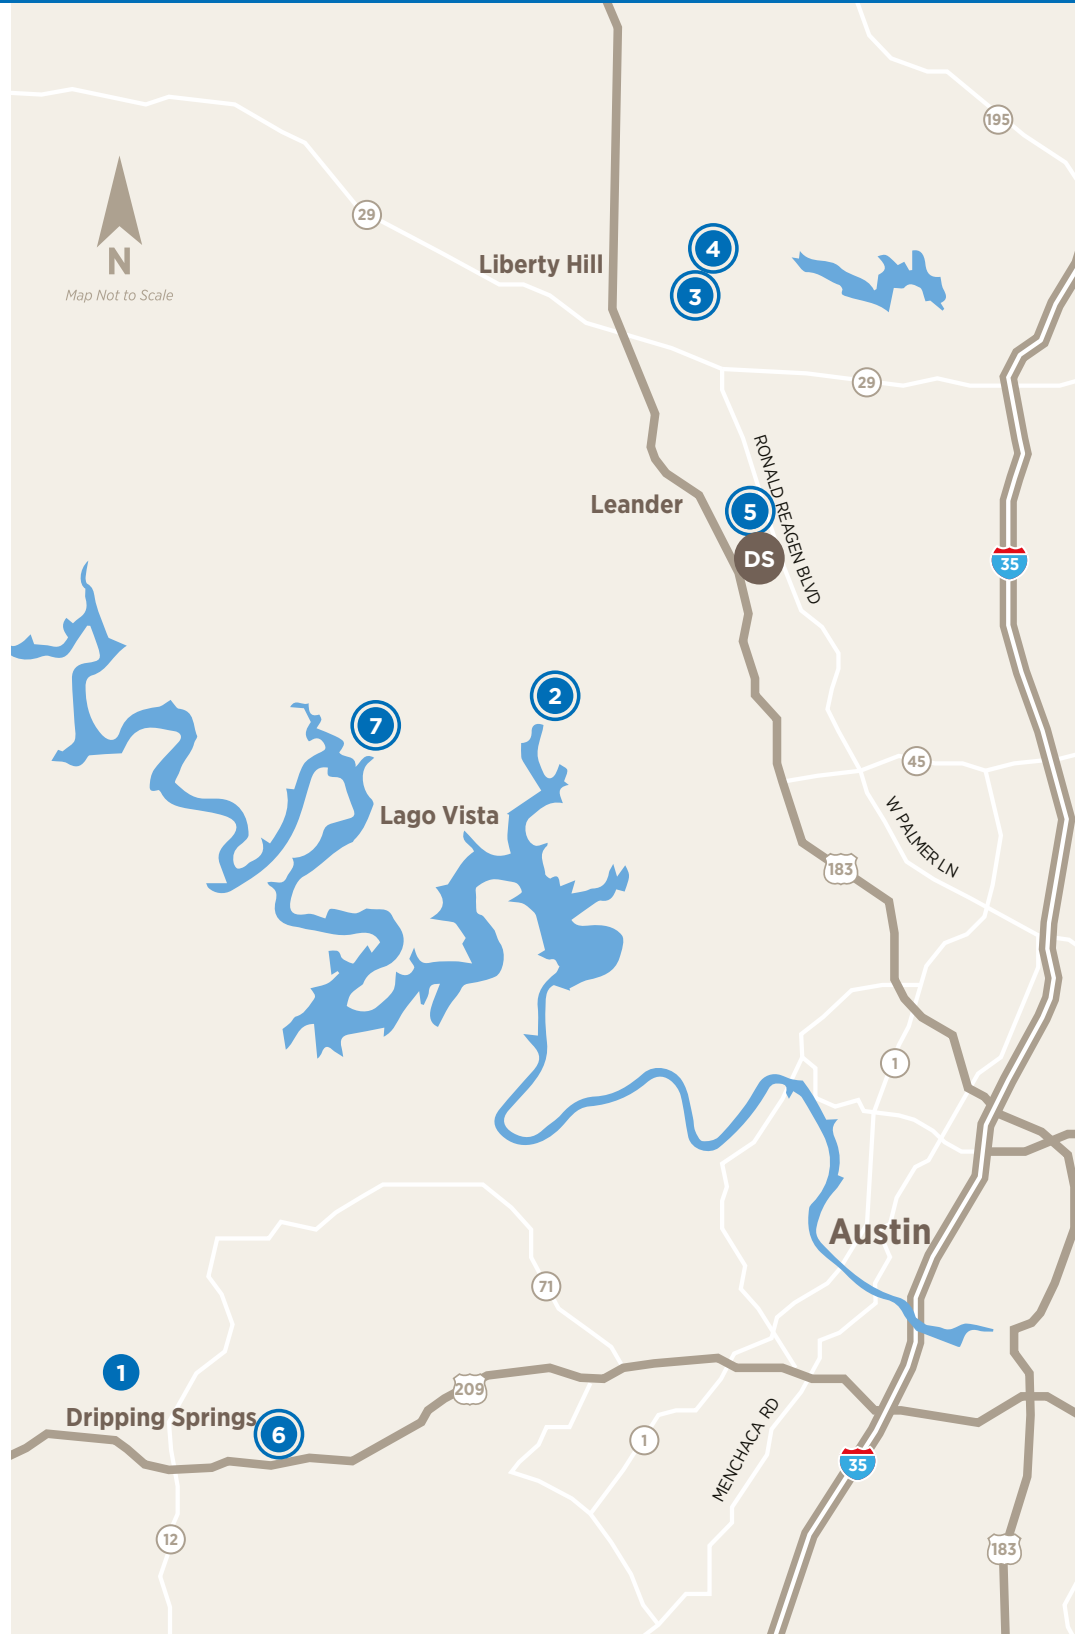 195
29
4
Liberty Hill
3
N
Map Not to Scale
29
RONALD REAGEN BLVD
Leander
5
DS
35
2
7
45
Lago Vista
W PALMER LN
183
1
Austin
71
1
209
Dripping Springs
6
MENCHACA RD
1
35
12
183